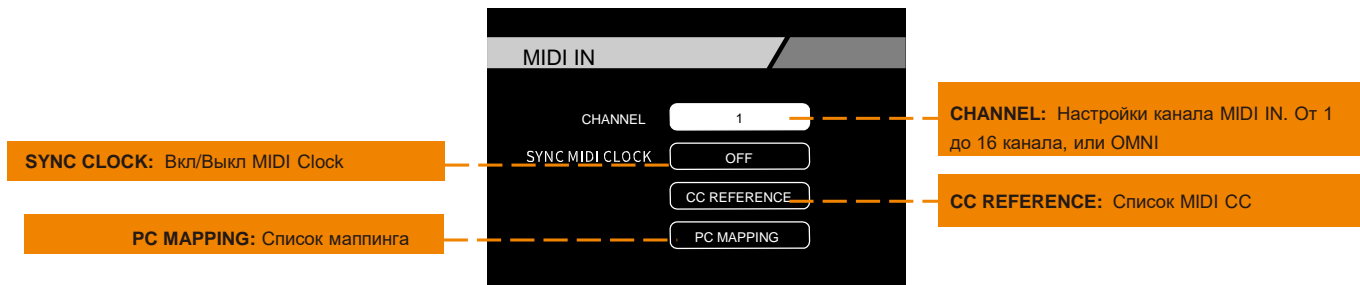 MIDI IN
CHANNEL
1
CHANNEL: Настройки канала MIDI IN. От 1
до 16 канала, или OMNI
SYNC CLOCK: Вкл/Выкл MIDI Clock
SYNC MIDI CLOCK
OFF
CC REFERENCE
CC REFERENCE: Список MIDI CC
PC MAPPING: Список маппинга
PC MAPPING